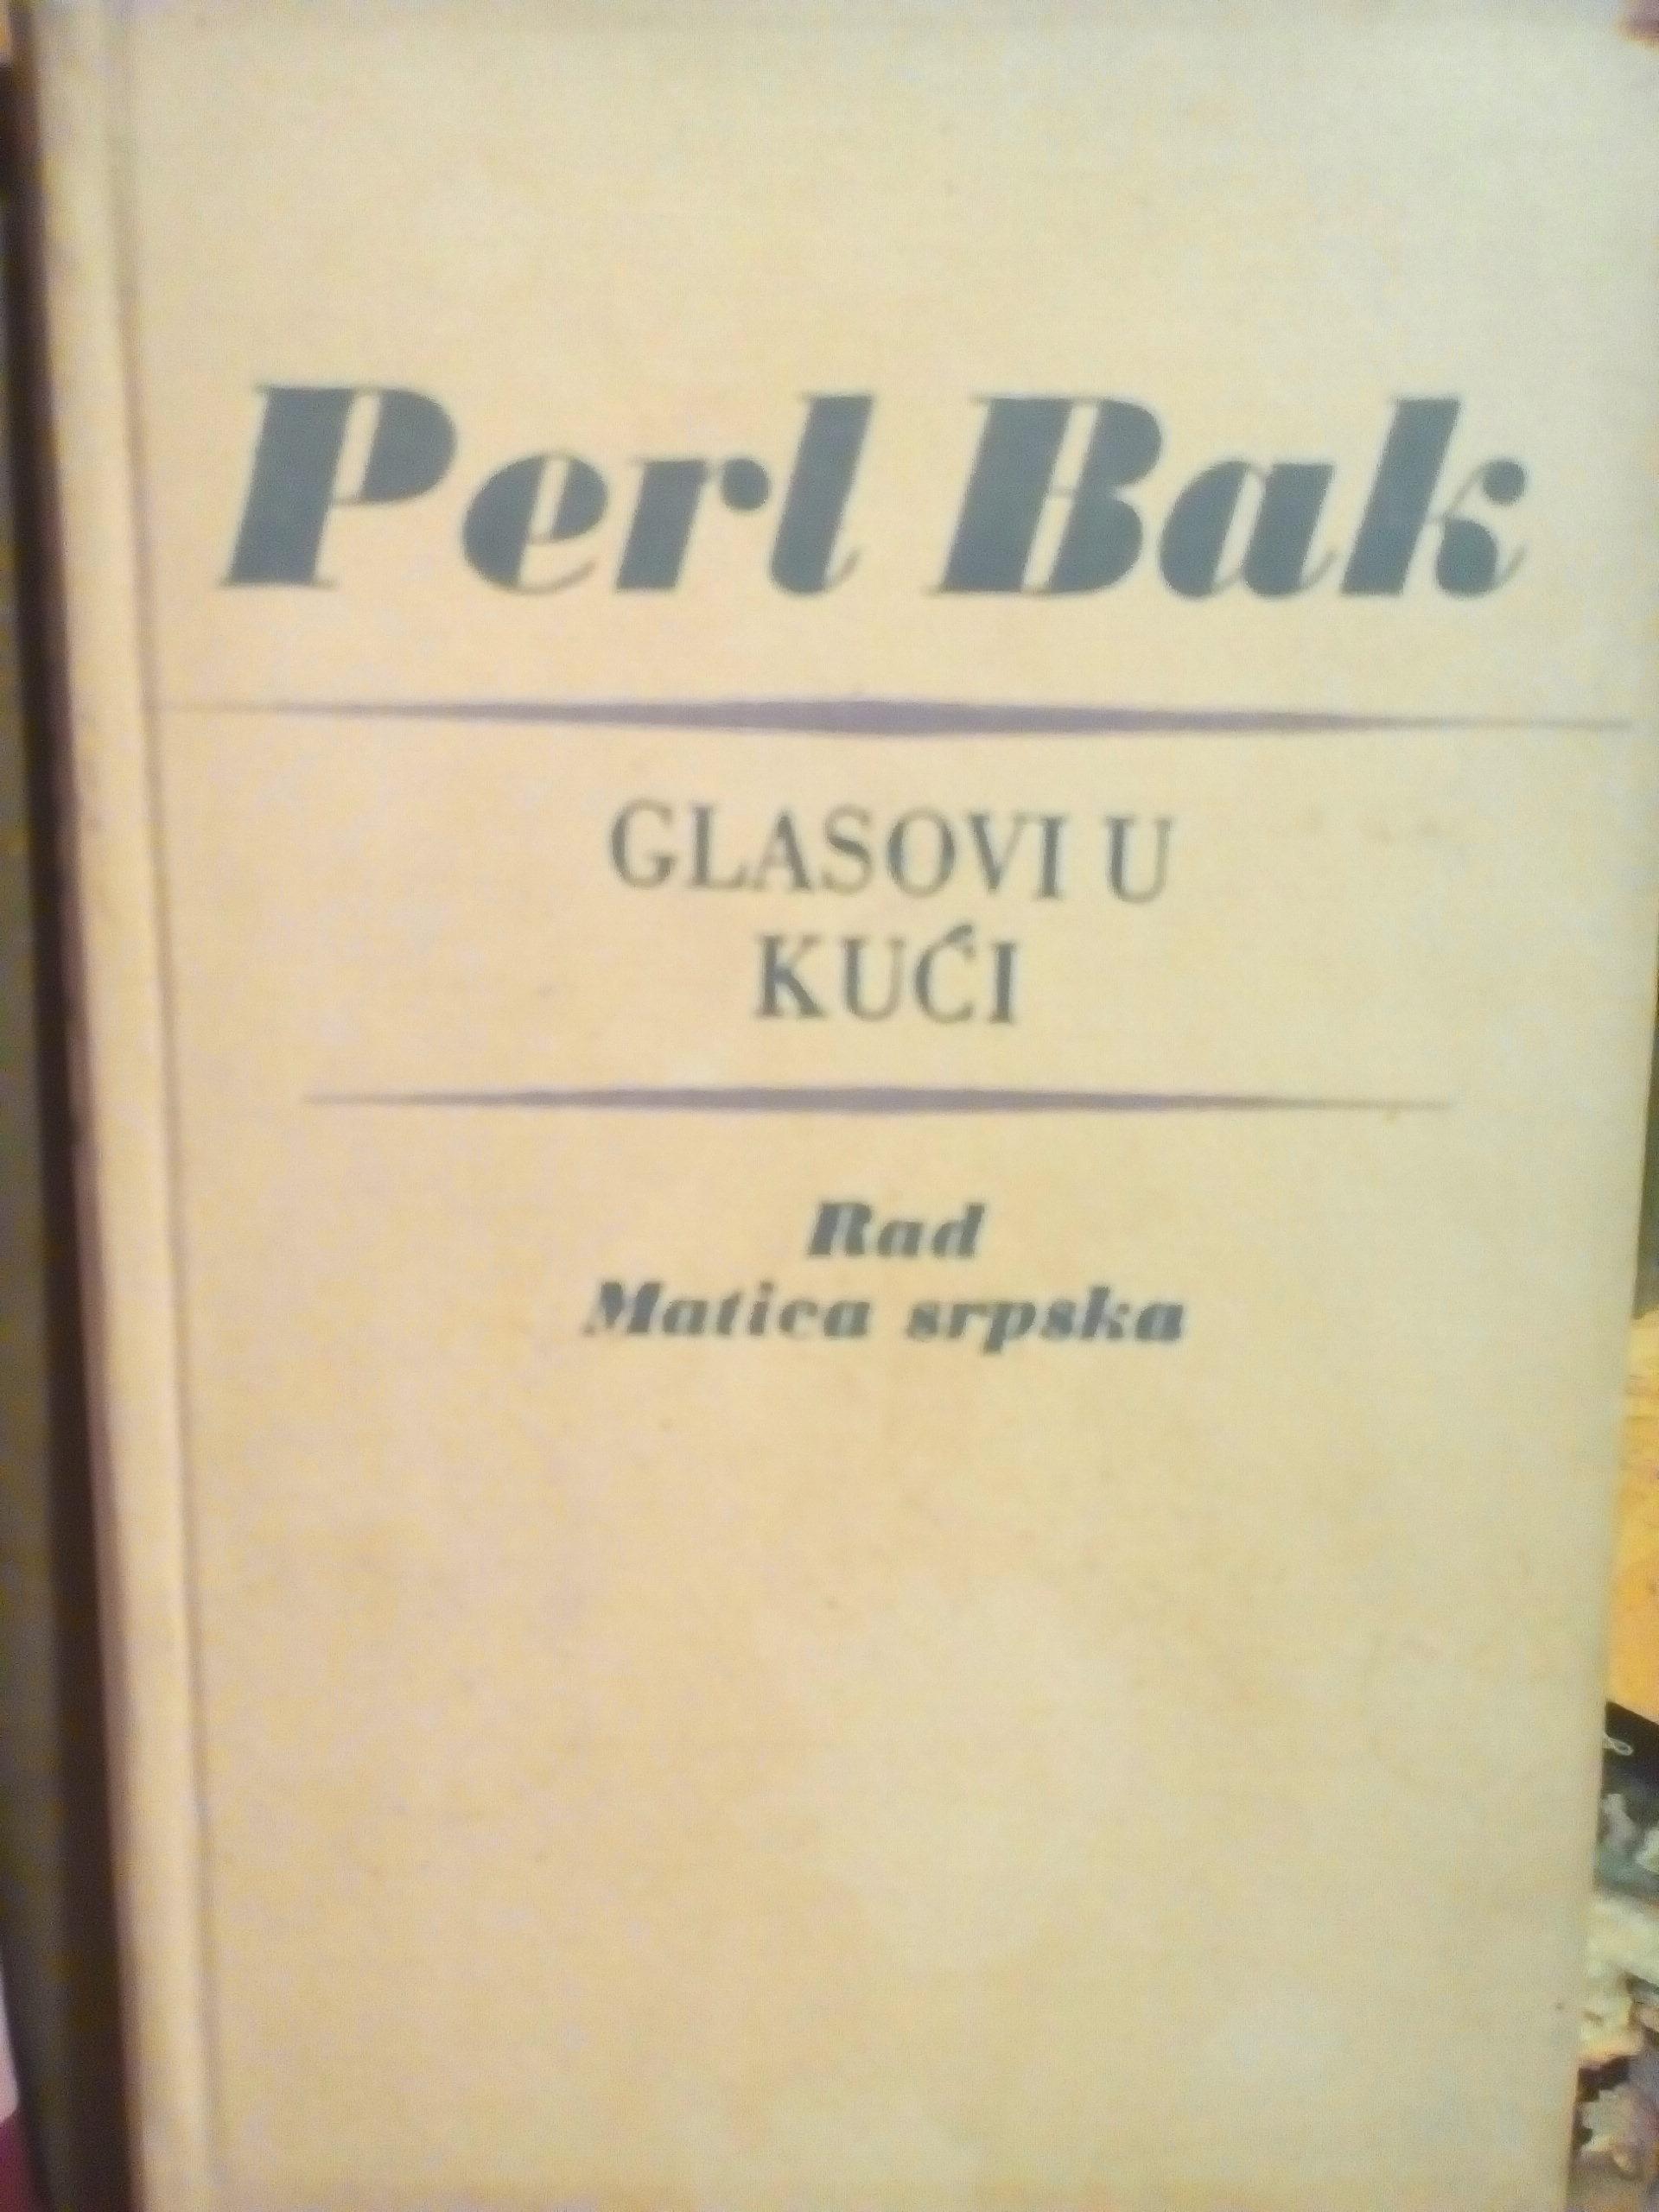 Perl Bak
GLASOVI U
KUĆI
Rad
Matica srpska